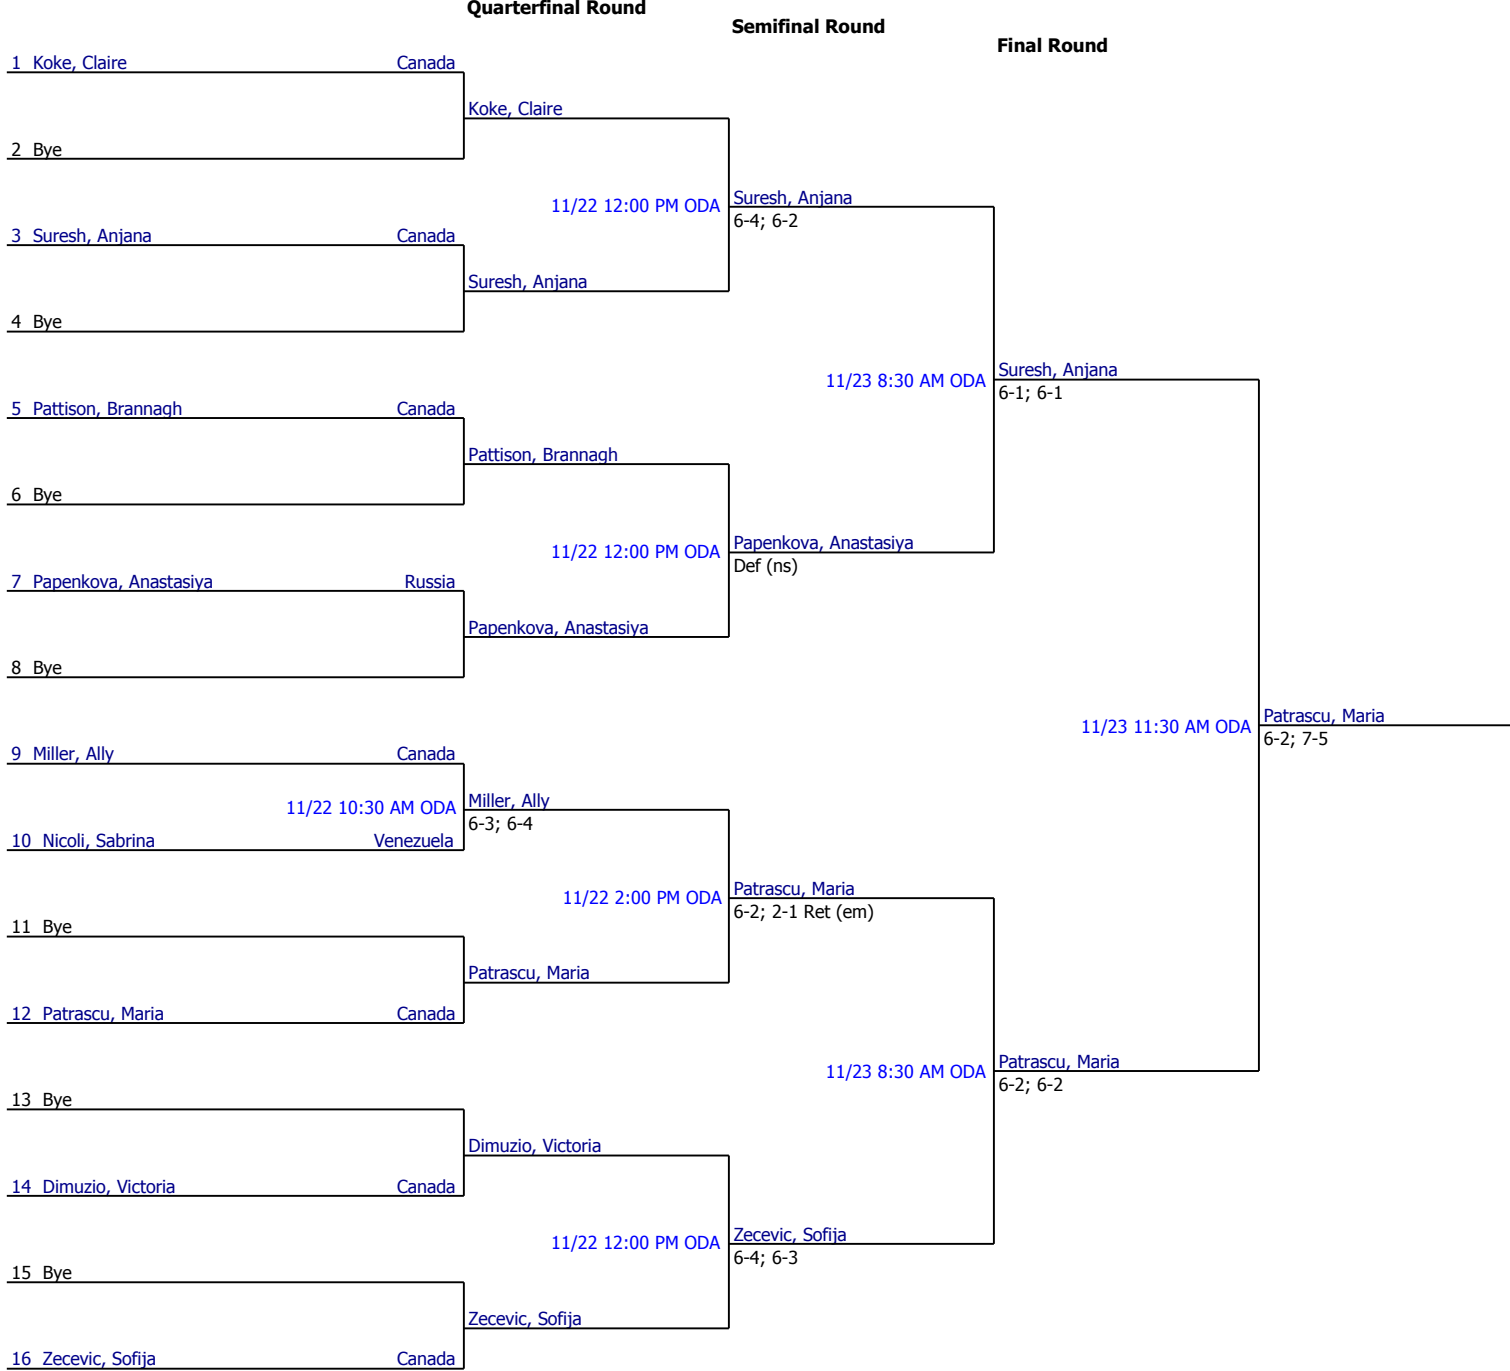 Quarterfinal Round
Semifinal Round
Final Round
1 Koke, Claire Canada
Koke, Claire
2 Bye
11/22 12:00 PM ODA
Suresh, Anjana
6-4; 6-2
3 Suresh, Anjana Canada
Suresh, Anjana
4 Bye
11/23 8:30 AM ODA
Suresh, Anjana
6-1; 6-1
5 Pattison, Brannagh Canada
Pattison, Brannagh
6 Bye
11/22 12:00 PM ODA
Papenkova, Anastasiya
Def (ns)
7 Papenkova, Anastasiya Russia
Papenkova, Anastasiya
8 Bye
11/23 11:30 AM ODA
Patrascu, Maria
6-2; 7-5
9 Miller, Ally Canada
11/22 10:30 AM ODA
Miller, Ally
6-3; 6-4
10 Nicoli, Sabrina Venezuela
11/22 2:00 PM ODA
Patrascu, Maria
6-2; 2-1 Ret (em)
11 Bye
Patrascu, Maria
12 Patrascu, Maria Canada
11/23 8:30 AM ODA
Patrascu, Maria
6-2; 6-2
13 Bye
Dimuzio, Victoria
14 Dimuzio, Victoria Canada
11/22 12:00 PM ODA
Zecevic, Sofija
6-4; 6-3
15 Bye
Zecevic, Sofija
16 Zecevic, Sofija Canada